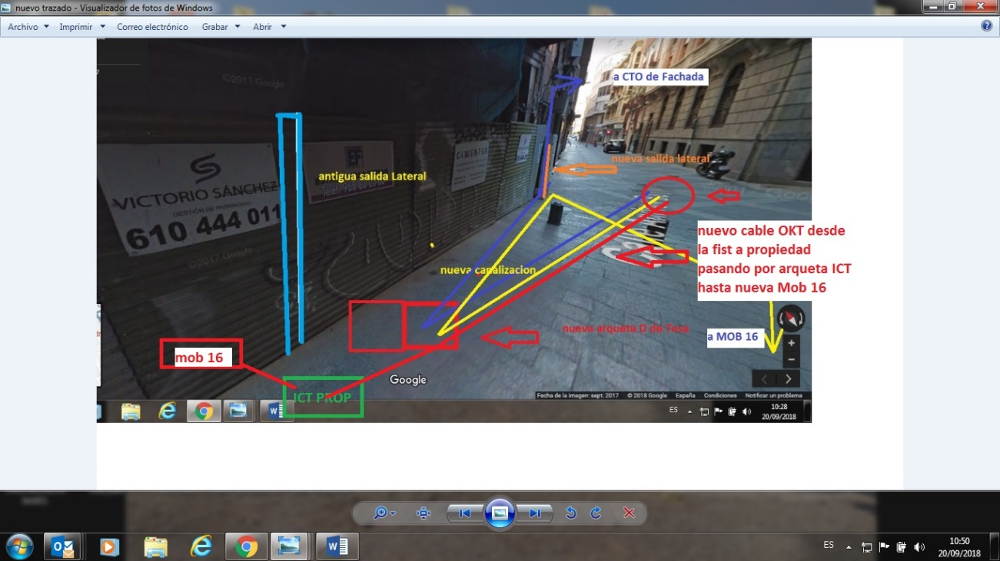 nuevo trazado - Visualizador de fotos de Windows
Archivo Imprimir Correo electrónico Grabar Abrir
©2017 Google
a CTO de Fachada
antigua salida Lateral
nueva salida lateral
VICTORIO SÁNCHEZ
GESTIÓN DE PATRIMONIO
610 444 011
©2017 Google
CIMENTER
nuevo cable OKT desde
la fist a propiedad
pasando por arqueta ICT
hasta nueva Mob 16
nueva canalizacion
nueva arqueta D de Tesa
a MOB 16
mob 16
ICT PROP
Google
Fecha de la imagen: sept. 2017 © 2018 Google España Condiciones Notificar un problema
ES
10:28
20/09/2018
ES
10:50
20/09/2018